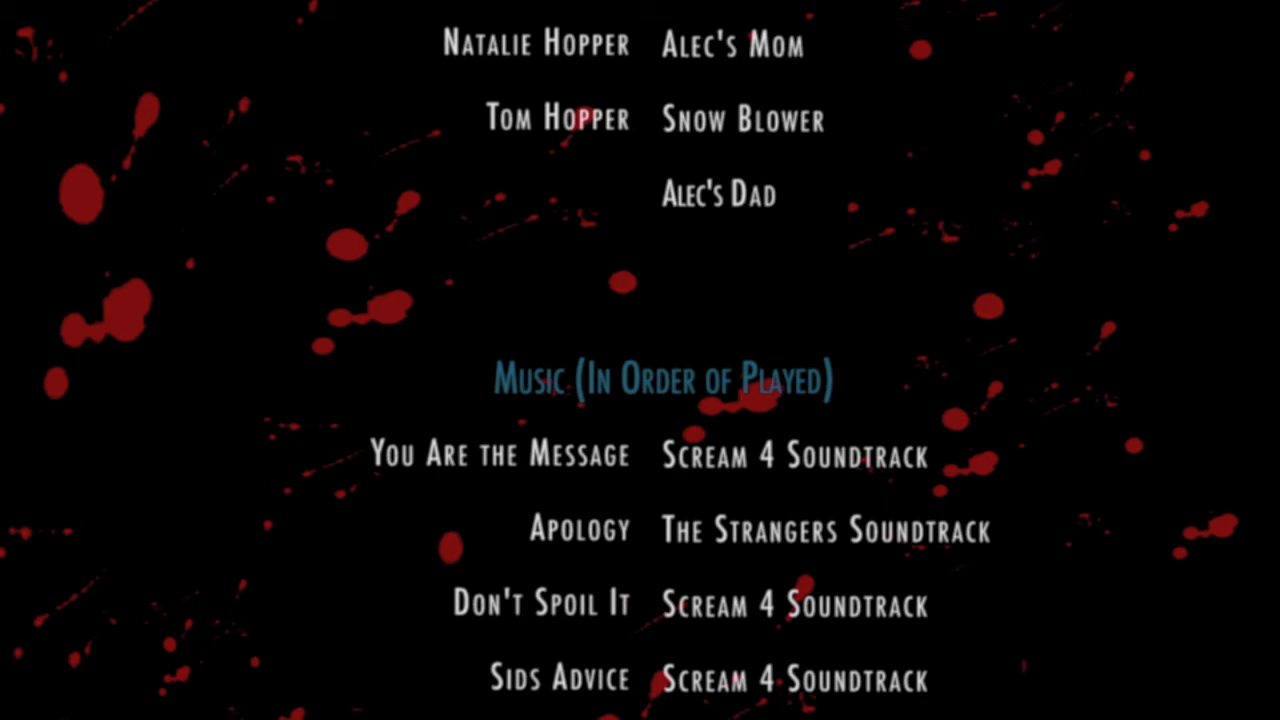 Natalie Hopper Alec's Mom
Tom Hopper Snow Blower
Alec's Dad
Music (In Order of Played)
You Are the Message Scream 4 Soundtrack
Apology The Strangers Soundtrack
Don't Spoil It Scream 4 Soundtrack
Sids Advice Scream 4 Soundtrack